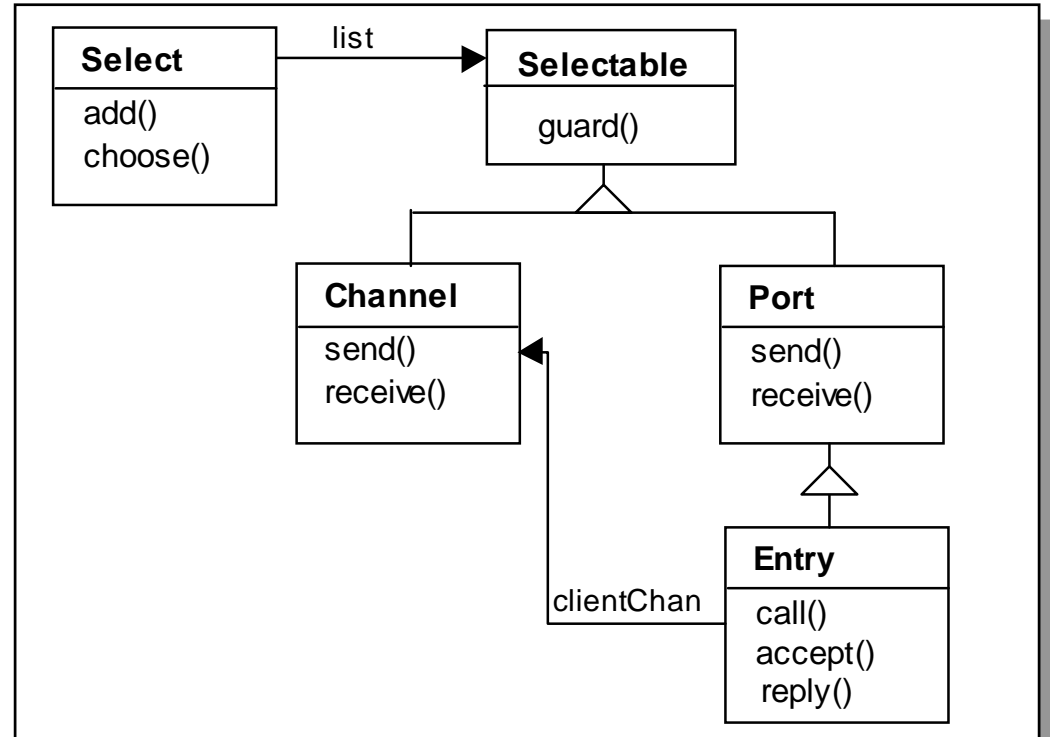 Select
add()
choose()
list
Selectable
guard()
Channel
send()
receive()
Port
send()
receive()
clientChan
Entry
call()
accept()
reply()